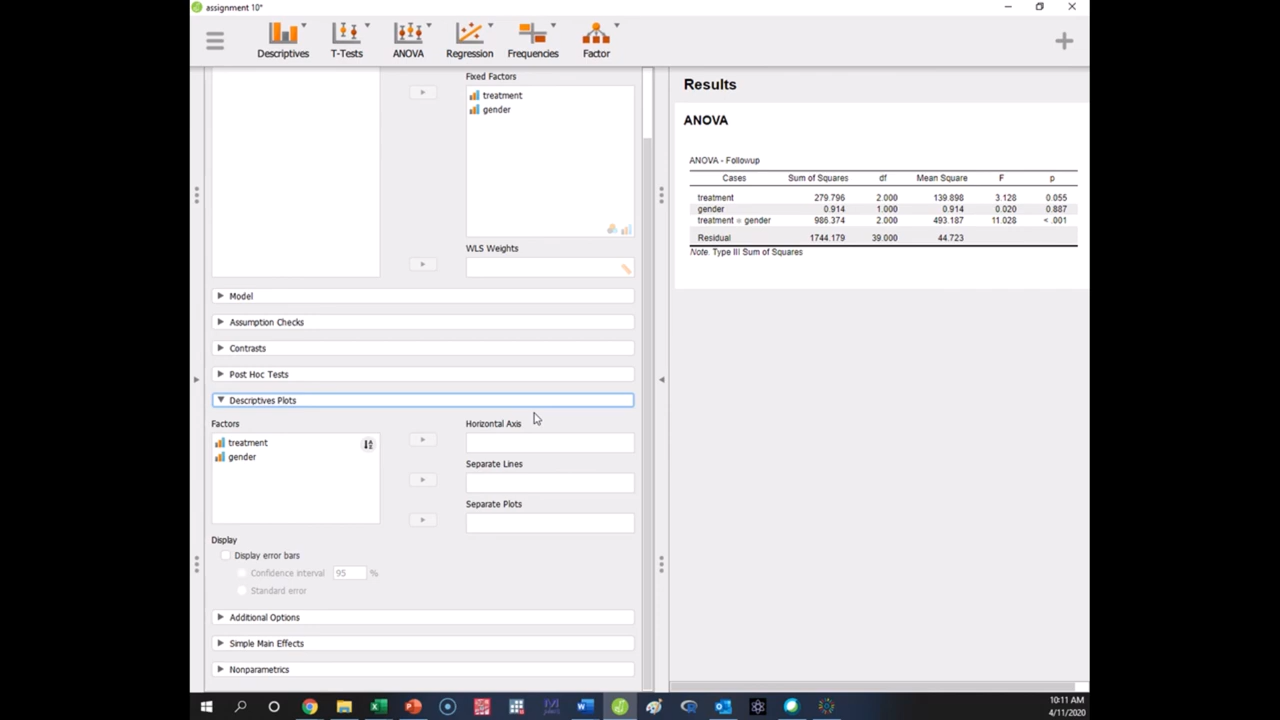 assignment 10*
Descriptives T-Tests ANOVA Regression Frequencies Factor
Fixed Factors
treatment
gender
WLS Weights
Model
Assumption Checks
Contrasts
Post Hoc Tests
Descriptives Plots
Factors
treatment
gender
Horizontal Axis
Separate Lines
Separate Plots
Display
Display error bars
Confidence interval 95 %
Standard error
Additional Options
Simple Main Effects
Nonparametrics
Results
ANOVA
ANOVA - Followup
Cases Sum of Squares df Mean Square F p
treatment 279.796 2.000 139.898 3.128 0.055
gender 0.914 1.000 0.914 0.020 0.887
treatment * gender 986.374 2.000 493.187 11.028 < .001
Residual 1744.179 39.000 44.723
Note. Type III Sum of Squares
10:11 AM
4/11/2020